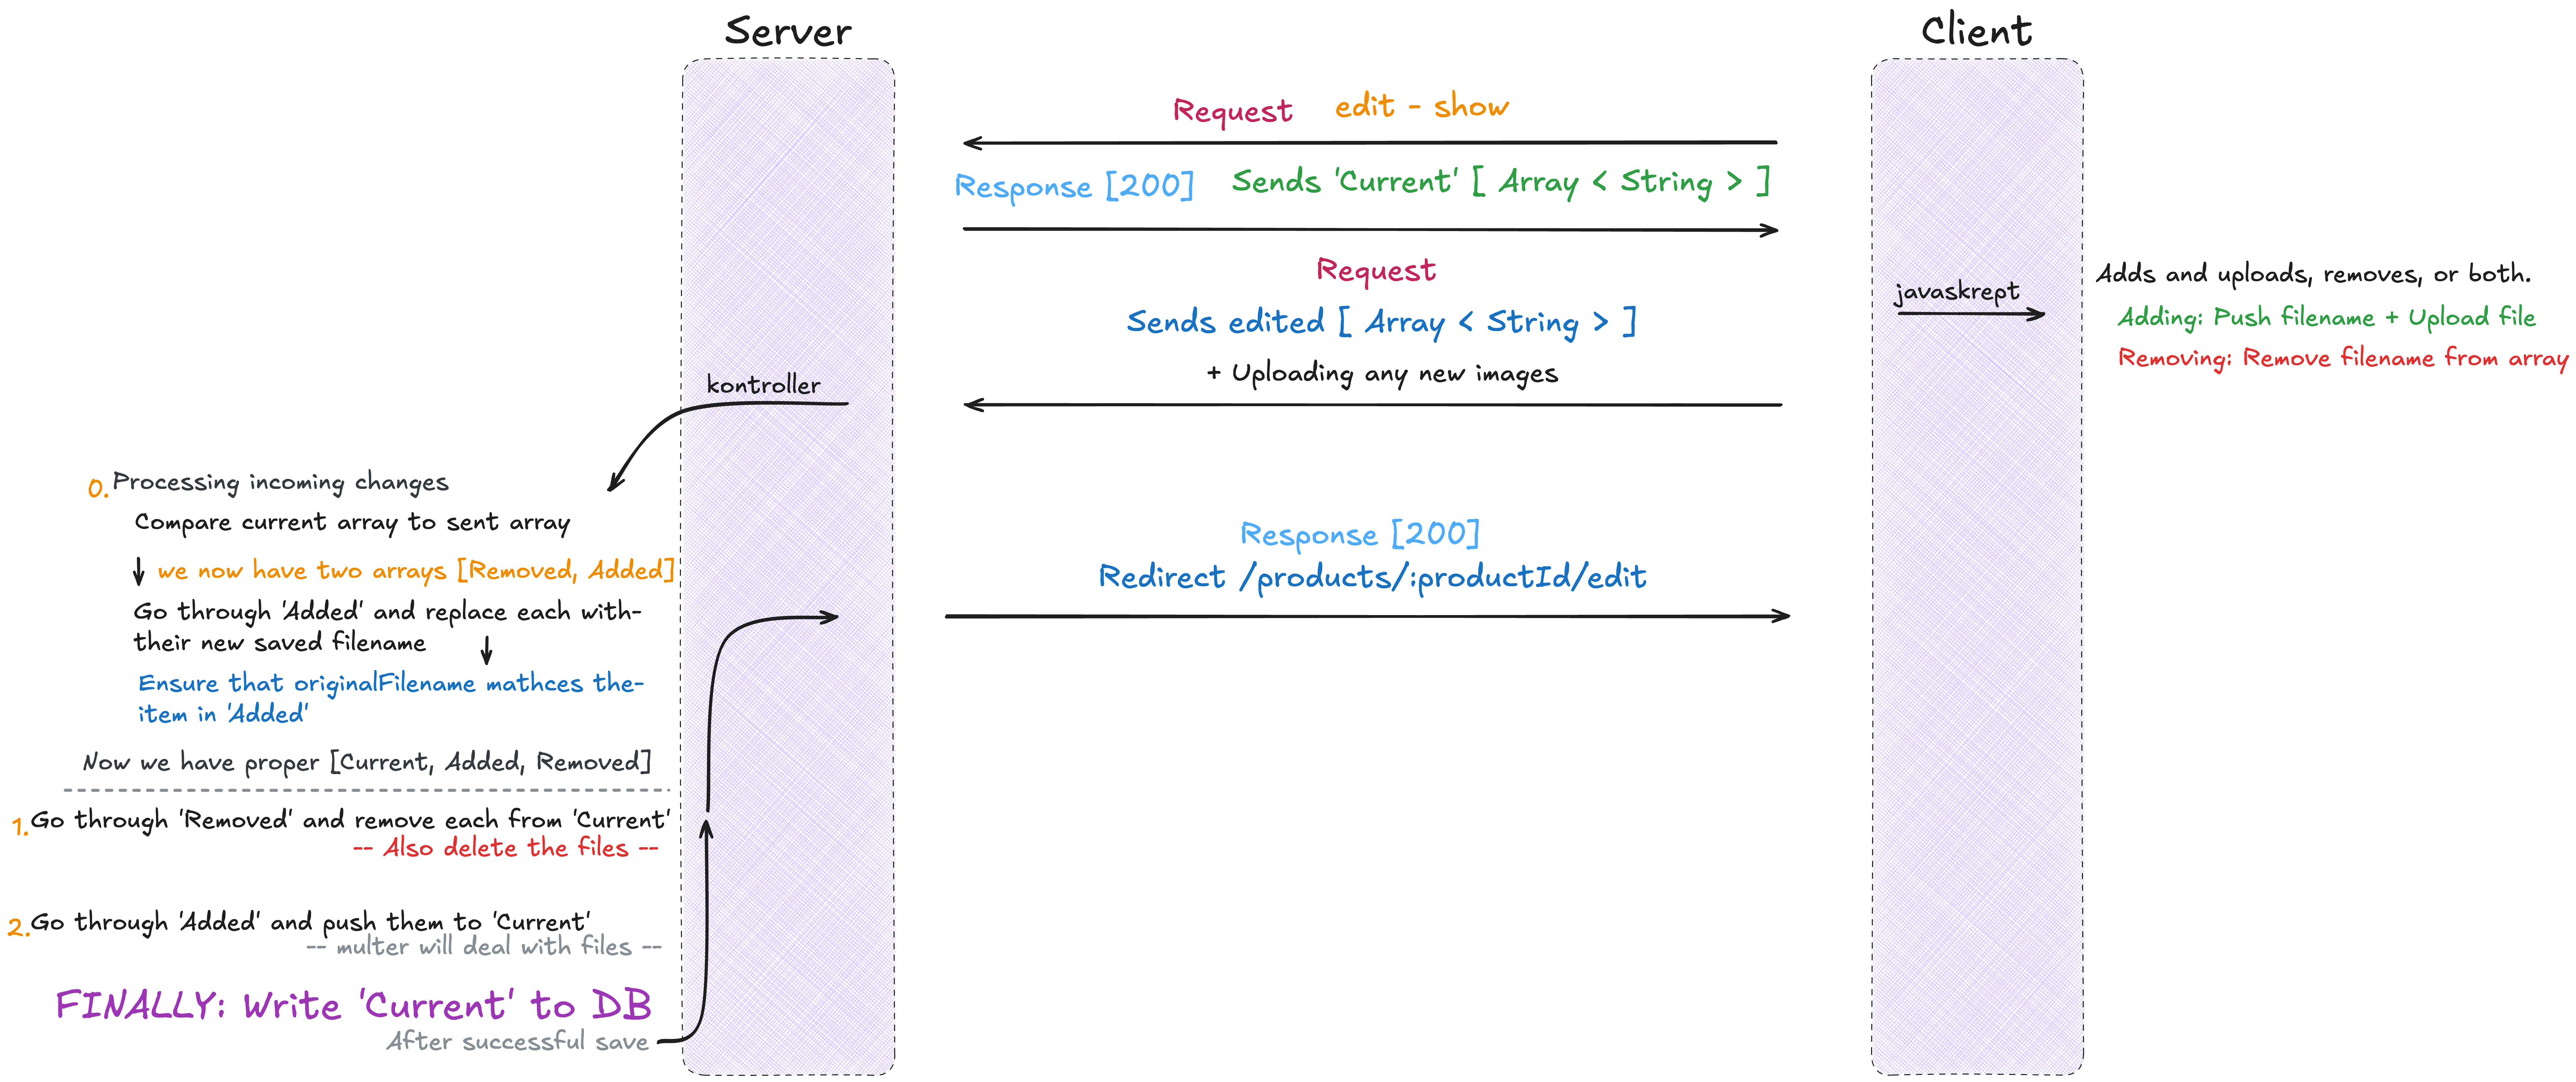 Server
Client
Request edit - show
Response [200] Sends 'Current' [ Array < String > ]
Request
Sends edited [ Array < String > ]
+ Uploading any new images
javaskrept
Adds and uploads, removes, or both.
Adding: Push filename + Upload file
Removing: Remove filename from array
kontroller
0. Processing incoming changes
Compare current array to sent array
we now have two arrays [Removed, Added]
Go through 'Added' and replace each with-
their new saved filename
Ensure that originalFilename mathces the-
item in 'Added'
Now we have proper [Current, Added, Removed]
1. Go through 'Removed' and remove each from 'Current'
-- Also delete the files --
2. Go through 'Added' and push them to 'Current'
-- multer will deal with files --
FINALLY: Write 'Current' to DB
After successful save
Response [200]
Redirect /products/:productId/edit